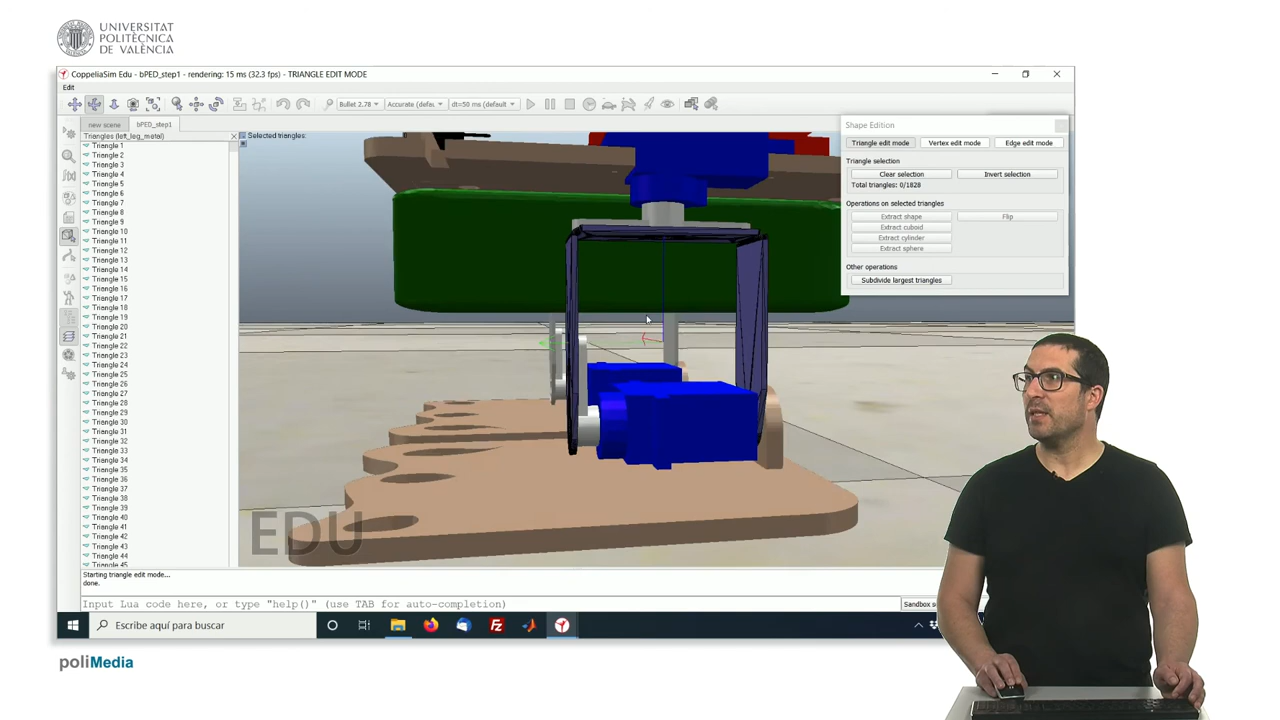 UNIVERSITAT
POLITÈCNICA
DE VALÈNCIA
CoppeliaSim Edu - bPED_step1 - rendering: 15 ms (32.3 fps) - TRIANGLE EDIT MODE
Edit
Bullet 2.78
Accurate (defau
dt=50 ms (default)
new scene
bPED_step1
Triangles (left_leg_metal)
Selected triangles:
Triangle 1
Triangle 2
Triangle 3
Triangle 4
Triangle 5
Triangle 6
Triangle 7
Triangle 8
Triangle 9
Triangle 10
Triangle 11
Triangle 12
Triangle 13
Triangle 14
Triangle 15
Triangle 16
Triangle 17
Triangle 18
Triangle 19
Triangle 20
Triangle 21
Triangle 22
Triangle 23
Triangle 24
Triangle 25
Triangle 26
Triangle 27
Triangle 28
Triangle 29
Triangle 30
Triangle 31
Triangle 32
Triangle 33
Triangle 34
Triangle 35
Triangle 36
Triangle 37
Triangle 38
Triangle 39
Triangle 40
Triangle 41
Triangle 42
Triangle 43
Triangle 44
Triangle 45
Shape Edition
Triangle edit mode
Vertex edit mode
Edge edit mode
Triangle selection
Clear selection
Invert selection
Total triangles: 0/1828
Operations on selected triangles
Extract shape
Flip
Extract cuboid
Extract cylinder
Extract sphere
Other operations
Subdivide largest triangles
EDU
Starting triangle edit mode...
done.
Input Lua code here, or type "help()" (use TAB for auto-completion)
Sandbox s
Escribe aquí para buscar
poliMedia